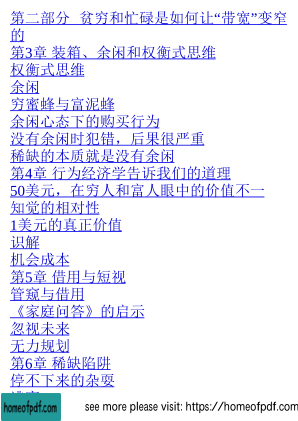 第二部分 贫穷和忙碌是如何让“带宽”变窄
的
第3章 装箱、余闲和权衡式思维
权衡式思维
余闲
穷蜜蜂与富泥蜂
余闲心态下的购买行为
没有余闲时犯错，后果很严重
稀缺的本质就是没有余闲
第4章 行为经济学告诉我们的道理
50美元，在穷人和富人眼中的价值不一
知觉的相对性
1美元的真正价值
识解
机会成本
第5章 借用与短视
管窥与借用
《家庭问答》的启示
忽视未来
无力规划
第6章 稀缺陷阱
停不下来的杂耍
homeofpdf.com
see more please visit: https://homeofpdf.com